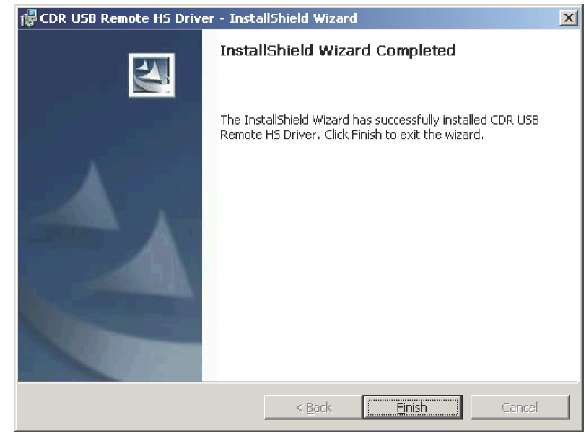 CDR USB Remote HS Driver - InstallShield Wizard
InstallShield Wizard Completed
The InstallShield Wizard has successfully installed CDR USB
Remote HS Driver. Click Finish to exit the wizard.
< Back
Finish
Cancel